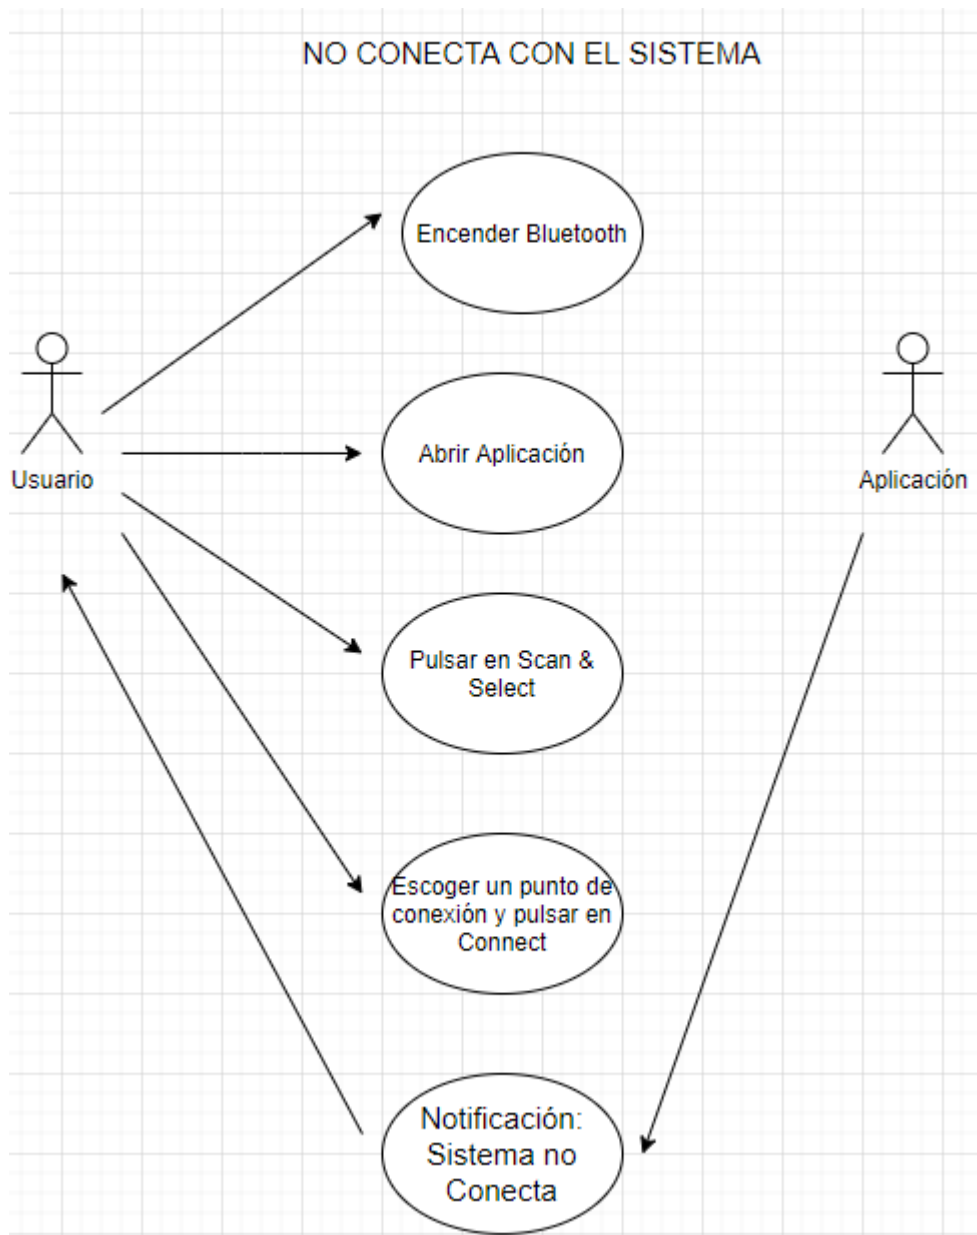 NO CONECTA CON EL SISTEMA
Encender Bluetooth
Usuario
Abrir Aplicación
Aplicación
Pulsar en Scan &
Select
Escoger un punto de
conexión y pulsar en
Connect
Notificación:
Sistema no
Conecta